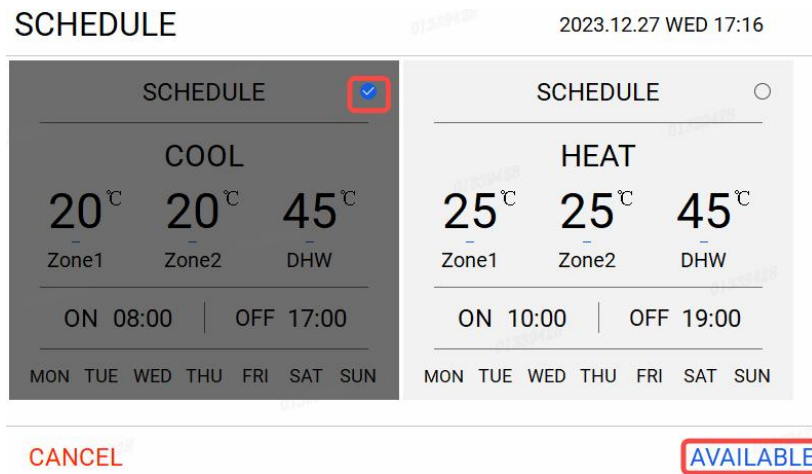 SCHEDULE 2023.12.27 WED 17:16
SCHEDULE
COOL
20℃ 20℃ 45℃
Zone1 Zone2 DHW
ON 08:00 OFF 17:00
MON TUE WED THU FRI SAT SUN
SCHEDULE
HEAT
25℃ 25℃ 45℃
Zone1 Zone2 DHW
ON 10:00 OFF 19:00
MON TUE WED THU FRI SAT SUN
CANCEL AVAILABLE